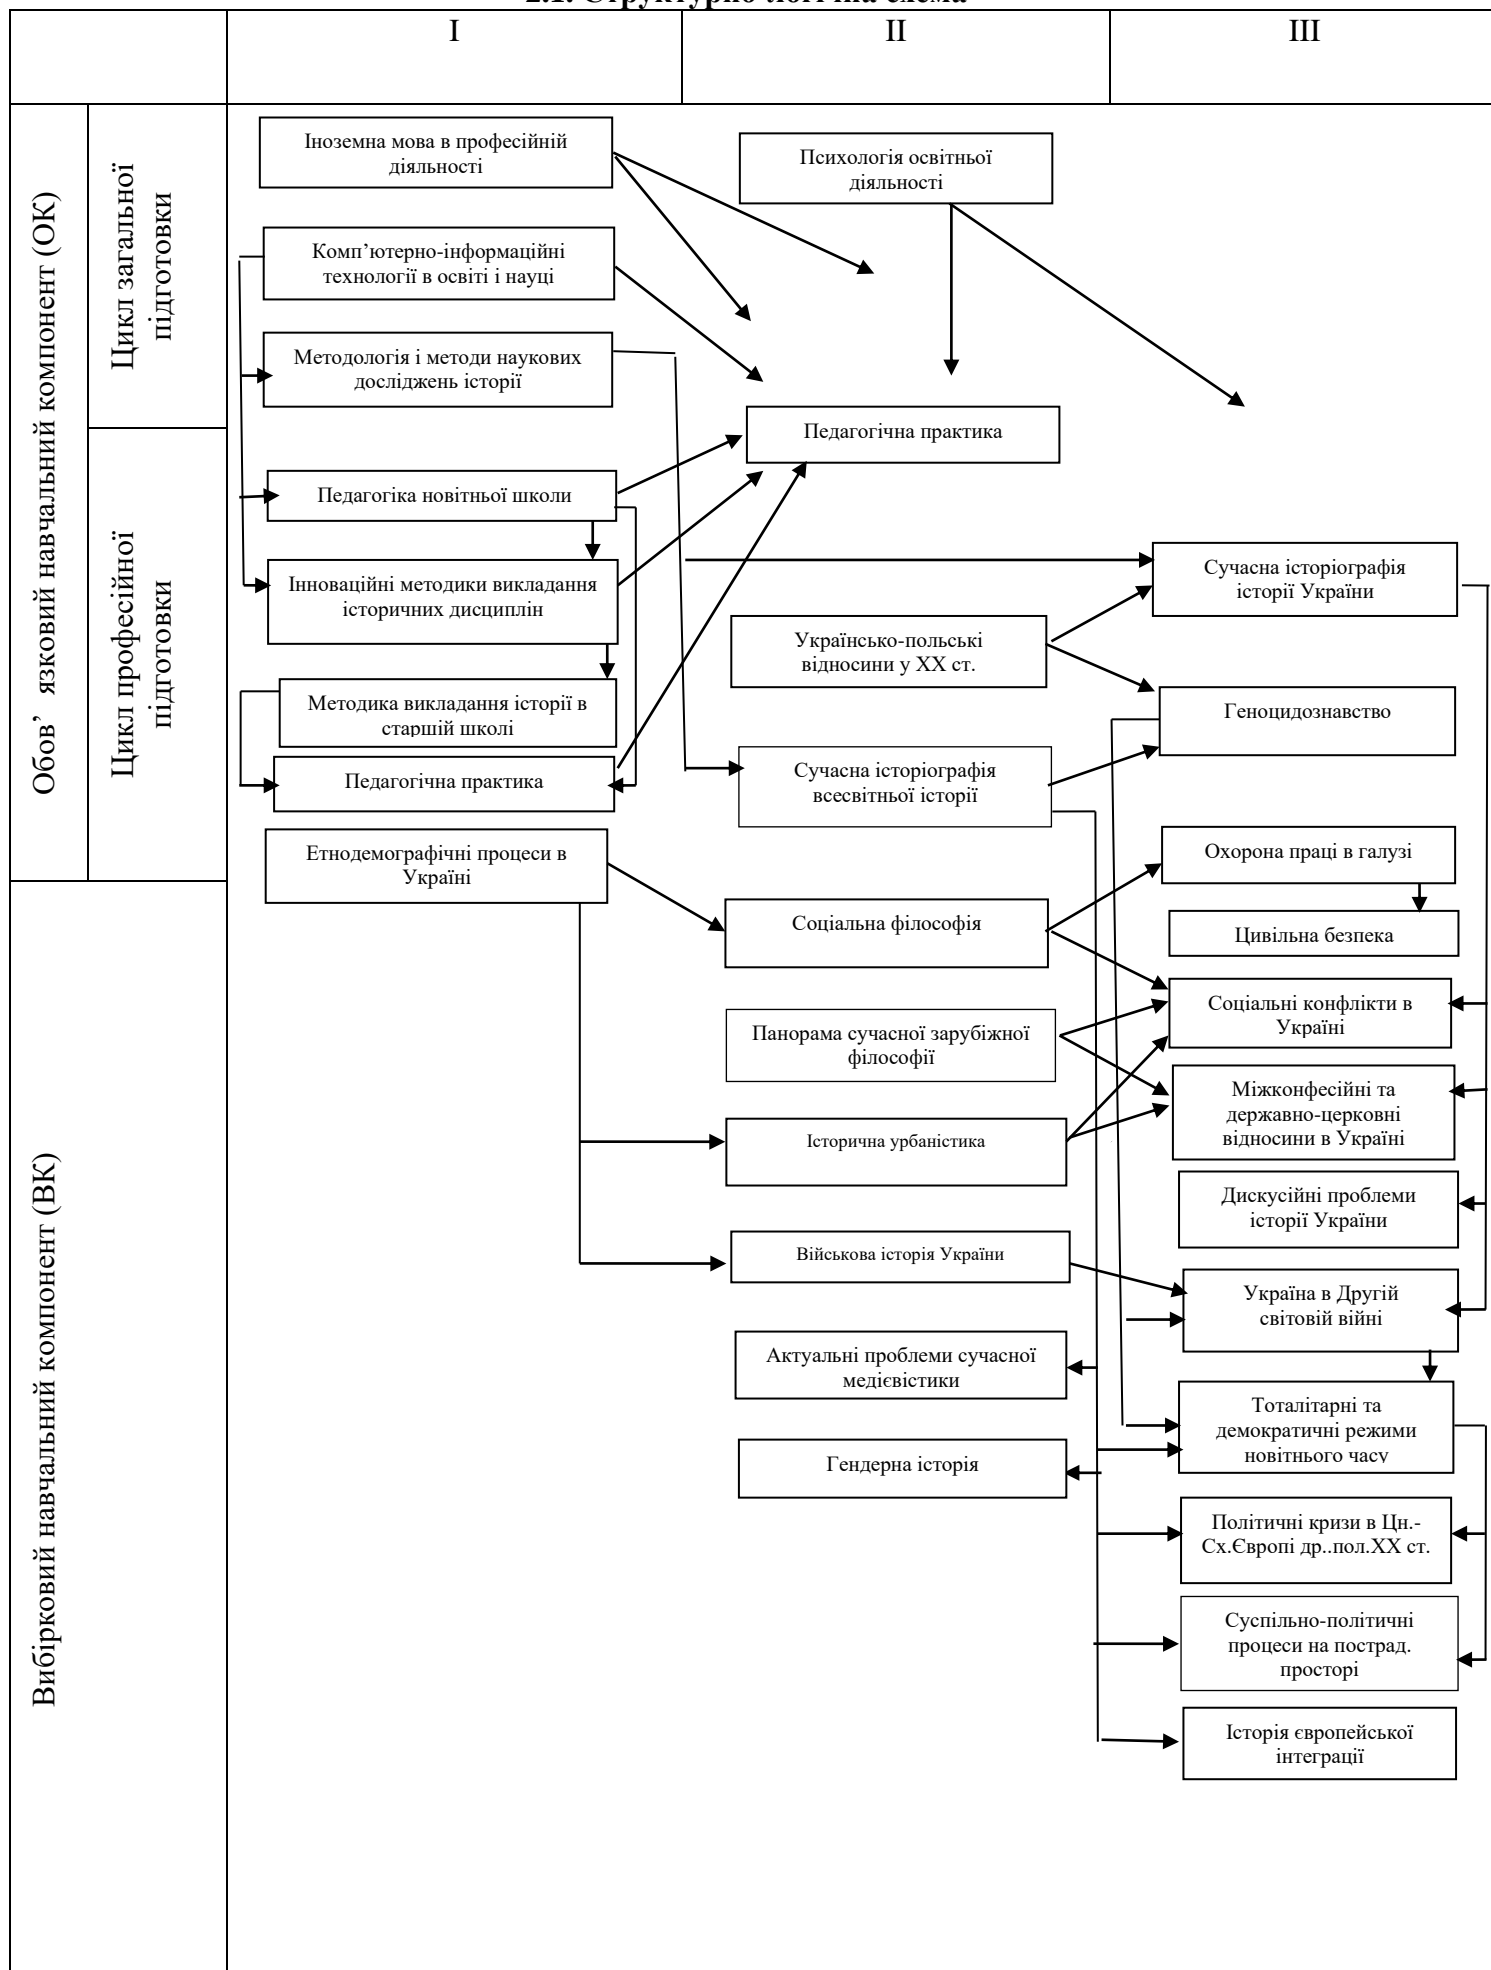 2.1. Структурно-логічна схема
I
II
III
Обов’язковий навчальний компонент (ОК)
Цикл загальної
підготовки
Цикл професійної
підготовки
Вибірковий навчальний компонент (ВК)
Іноземна мова в професійній
діяльності
Комп’ютерно-інформаційні
технології в освіті і науці
Методологія і методи наукових
досліджень історії
Педагогіка новітньої школи
Інноваційні методики викладання
історичних дисциплін
Методика викладання історії в
старшій школі
Педагогічна практика
Етнодемографічні процеси в
Україні
Психологія освітньої
діяльності
Педагогічна практика
Українсько-польські
відносини у ХХ ст.
Сучасна історіографія
всесвітньої історії
Соціальна філософія
Панорама сучасної зарубіжної
філософії
Історична урбаністика
Військова історія України
Актуальні проблеми сучасної
медієвістики
Гендерна історія
Сучасна історіографія
історії України
Геноцидознавство
Охорона праці в галузі
Цивільна безпека
Соціальні конфлікти в
Україні
Міжконфесійні та
державно-церковні
відносини в Україні
Дискусійні проблеми
історії України
Україна в Другій
світовій війні
Тоталітарні та
демократичні режими
новітнього часу
Політичні кризи в Цн.-
Сх.Європі др..пол.ХХ ст.
Суспільно-політичні
процеси на пострад.
просторі
Історія європейської
інтеграції